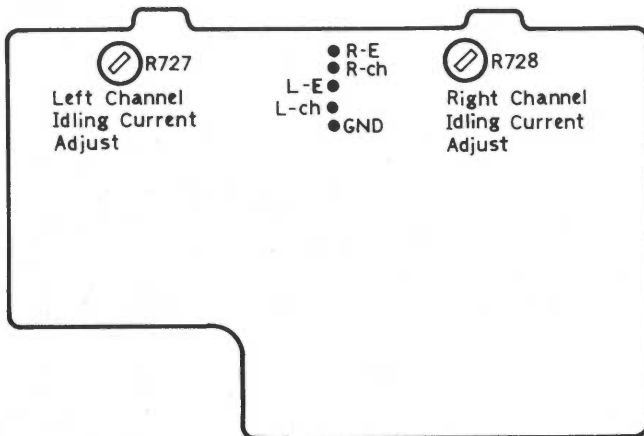 R727
Left Channel
Idling Current
Adjust
R-E
R-ch
L-E
L-ch
GND
R728
Right Channel
Idling Current
Adjust